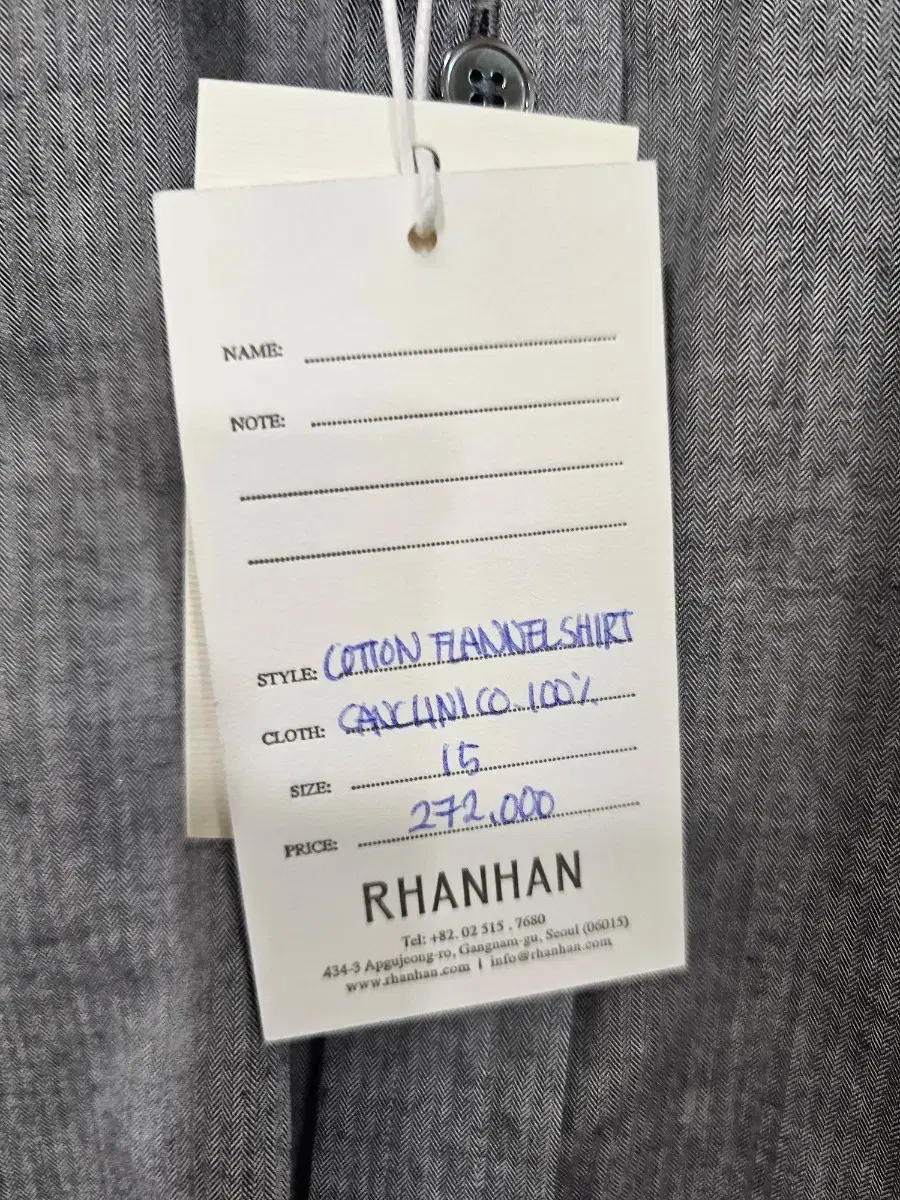 NAME:
NOTE:
STYLE: COTTON FLANNEL SHIRT
CLOTH: CANCLINI CO. 100%
SIZE: 15
PRICE: 272,000
RHANHAN
Tel: +82. 02 515 . 7680
434-3 Apgujeong-ro, Gangnam-gu, Seoul (06015)
www.rhanhan.com | info@rhanhan.com